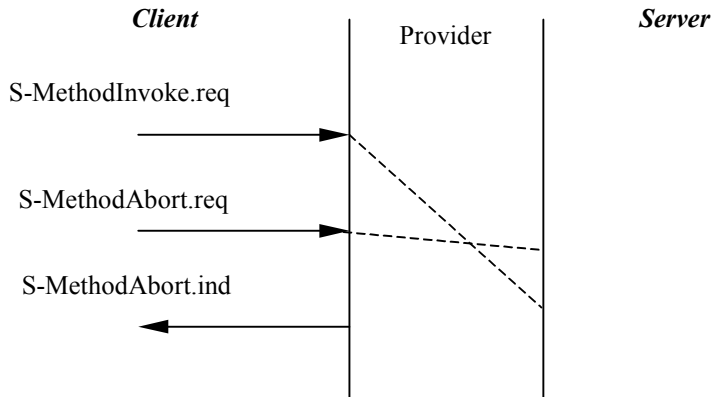 Client
Provider
Server
S-MethodInvoke.req
S-MethodAbort.req
S-MethodAbort.ind